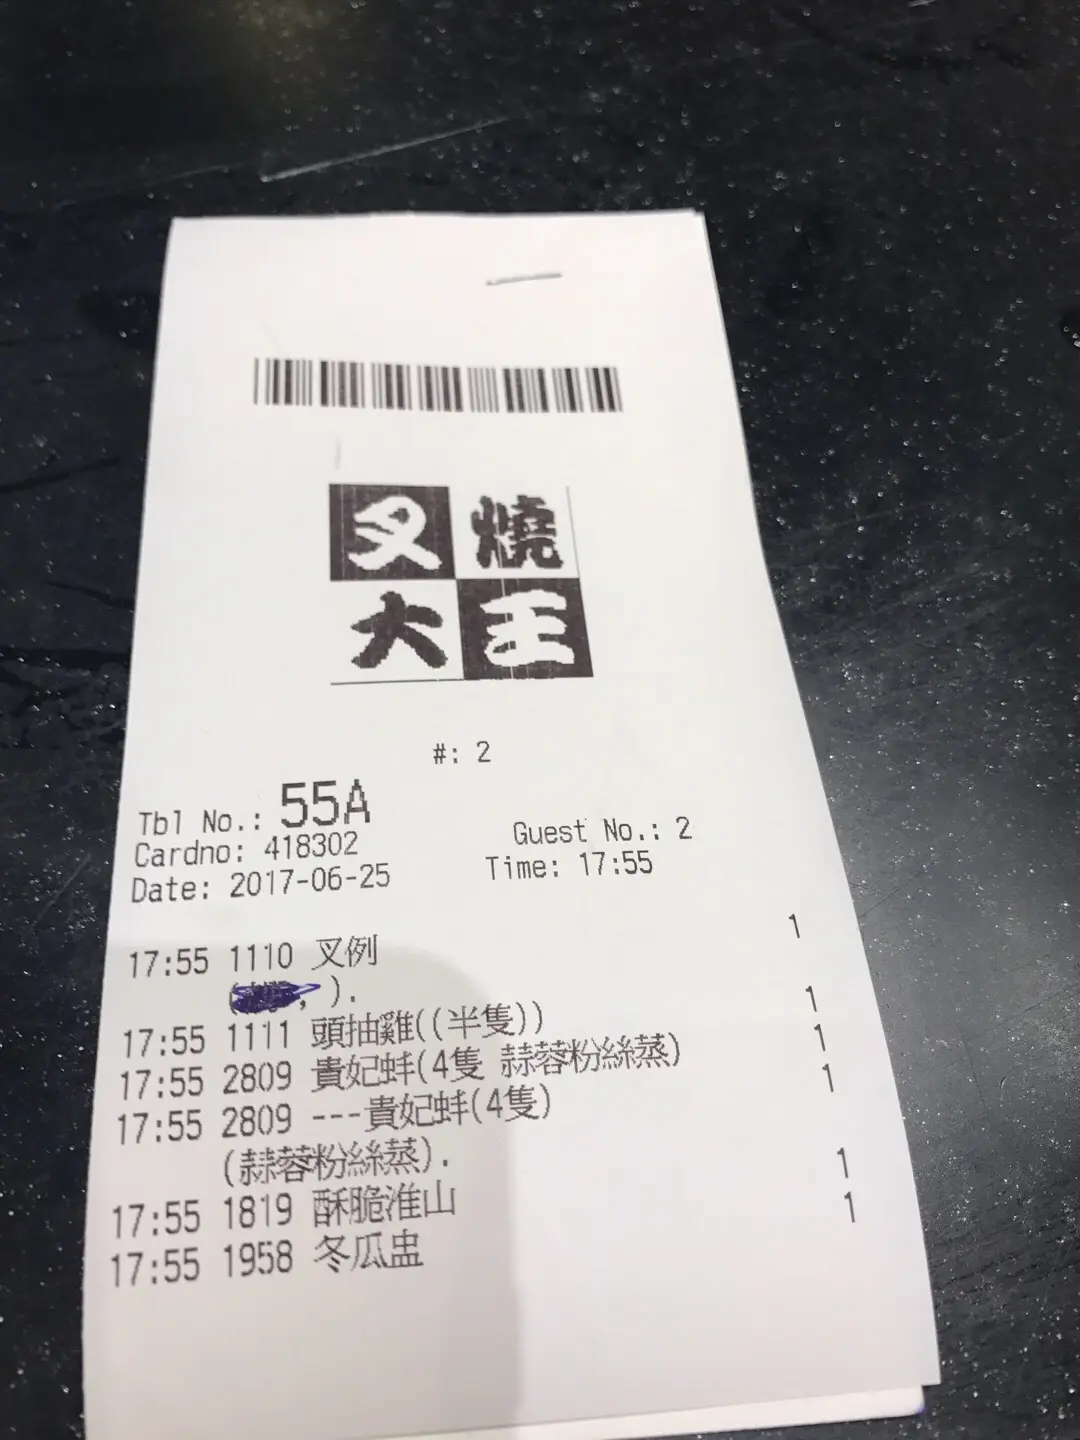 叉燒
大王
#: 2
Tbl No.: 55A
Cardno: 418302 Guest No.: 2
Date: 2017-06-25 Time: 17:55
17:55 1110 叉例 1
( , ).
17:55 1111 頭抽雞((半隻)) 1
17:55 2809 貴妃蚌(4隻 蒜蓉粉絲蒸) 1
17:55 2809 ---貴妃蚌(4隻) 1
(蒜蓉粉絲蒸).
17:55 1819 酥脆淮山 1
17:55 1958 冬瓜盅 1